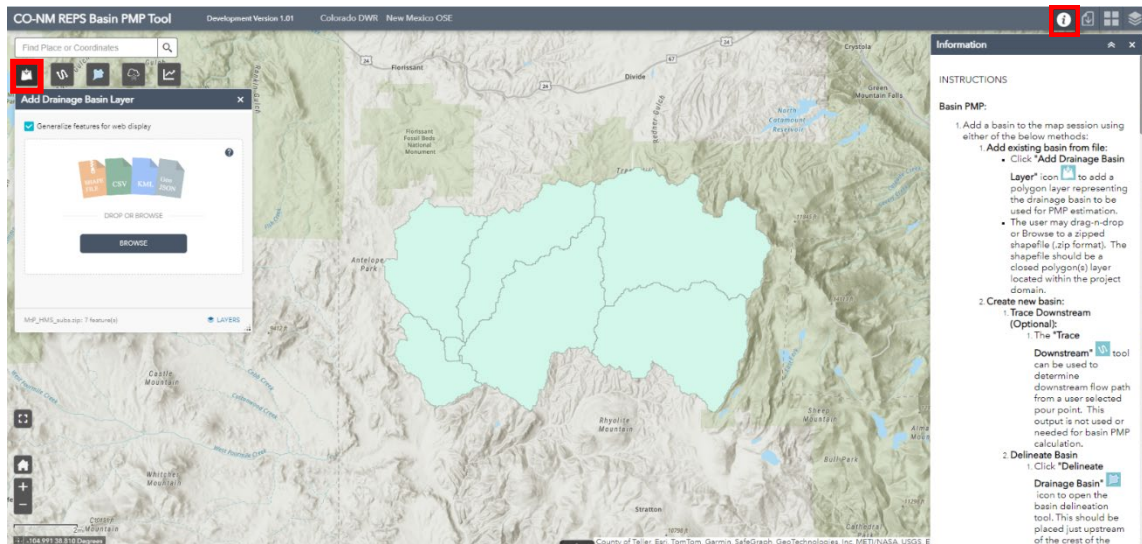 CO-NM REPS Basin PMP Tool
Development Version 1.01
Colorado DWR New Mexico OSE
Find Place or Coordinates
Add Drainage Basin Layer
Generalize features for web display
SHAPE
FILE
CSV
KML
Geo
JSON
DROP OR BROWSE
BROWSE
MtP_HMS_subs.zip: 7 feature(s)
LAYERS
Information
INSTRUCTIONS
Basin PMP:
1. Add a basin to the map session using
either of the below methods:
1. Add existing basin from file:
• Click "Add Drainage Basin
Layer" icon to add a
polygon layer representing
the drainage basin to be
used for PMP estimation.
• The user may drag-n-drop
or Browse to a zipped
shapefile (.zip format). The
shapefile should be a
closed polygon(s) layer
located within the project
domain.
2. Create new basin:
1. Trace Downstream
(Optional):
1. The "Trace
Downstream" tool
can be used to
determine
downstream flow path
from a user selected
pour point. This
output is not used or
needed for basin PMP
calculation.
2. Delineate Basin
1. Click "Delineate
Drainage Basin"
icon to open the
basin delineation
tool. This should be
placed just upstream
of the crest of the
Florissant
24
24
24
67
Divide
Crystola
Green
Mountain Falls
North
Catamount
Reservoir
Florissant
Fossil Beds
National
Monument
Antelope
Park
9412 ft
Castle
Mountain
Witcher
Mountain
Rhyolite
Mountain
Sheep
Mountain
Bull Park
Stratton
Cathedral
10798 ft
-104.991 38.810 Degrees
County of Teller, Esri, TomTom, Garmin, SafeGraph, GeoTechnologies, Inc, METI/NASA, USGS, E